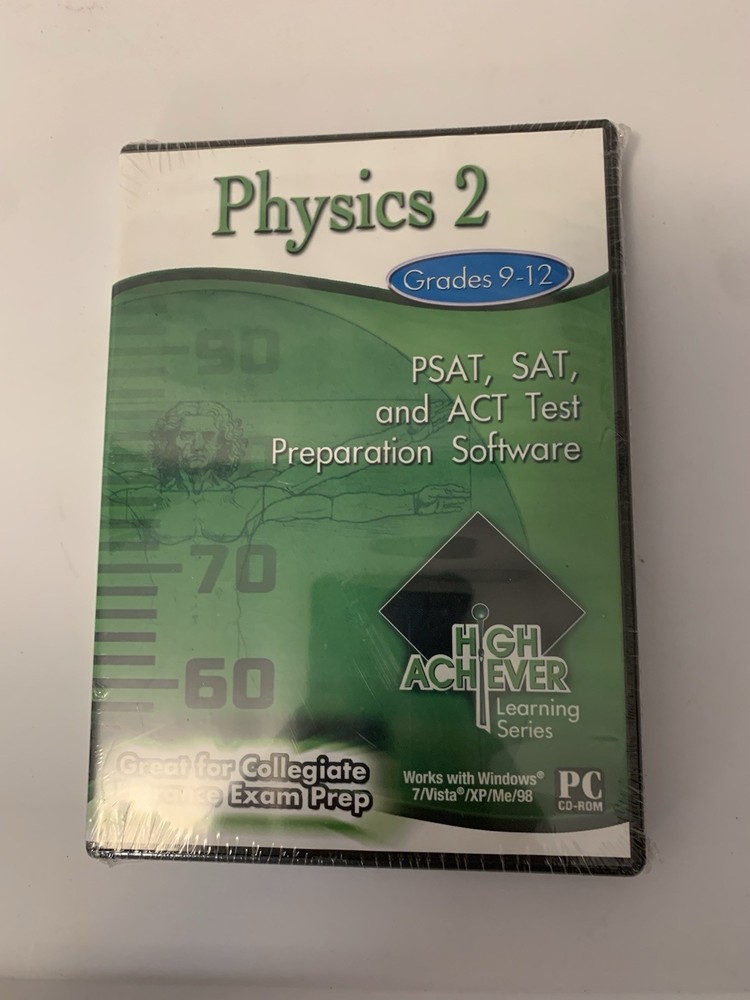 Physics 2
Grades 9-12
90
PSAT, SAT,
and ACT Test
Preparation Software
70
60
HIGH
ACHIEVER
Learning
Series
Great for Collegiate
Exam Prep
Works with Windows®
7/Vista®/XP/Me/98
PC
CD-ROM